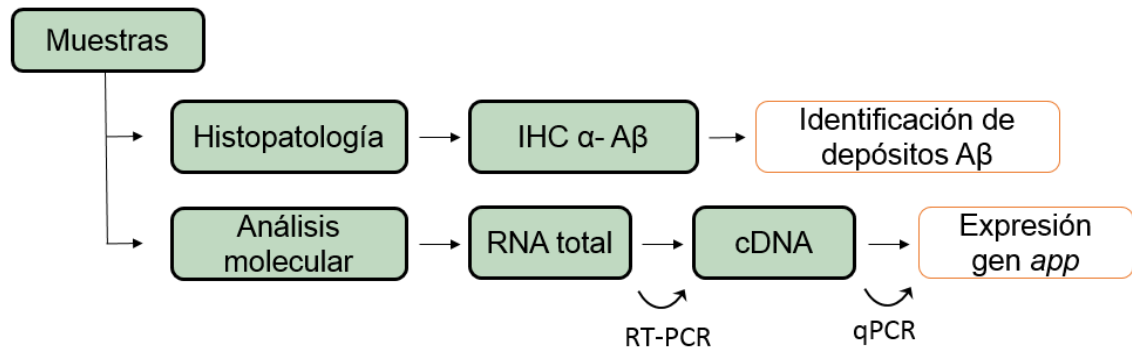 Muestras
Histopatología
IHC α- Aβ
Identificación de
depósitos Aβ
Análisis
molecular
RNA total
cDNA
Expresión
gen app
RT-PCR
qPCR